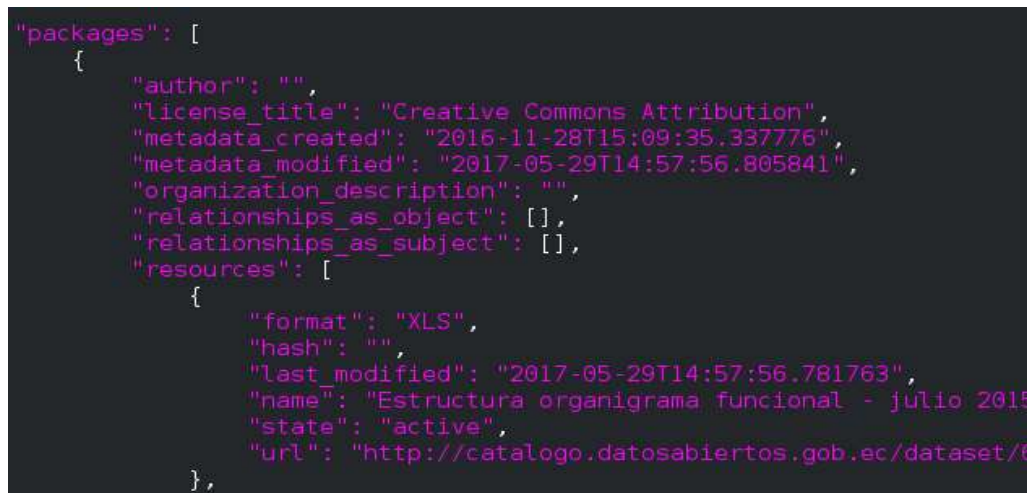 "packages": [
{
"author": "",
"license_title": "Creative Commons Attribution",
"metadata_created": "2016-11-28T15:09:35.337776",
"metadata_modified": "2017-05-29T14:57:56.805841",
"organization_description": "",
"relationships_as_object": [],
"relationships_as_subject": [],
"resources": [
{
"format": "XLS",
"hash": "",
"last_modified": "2017-05-29T14:57:56.781763",
"name": "Estructura organigrama funcional - julio 2015
"state": "active",
"url": "http://catalogo.datosabiertos.gob.ec/dataset/6
},